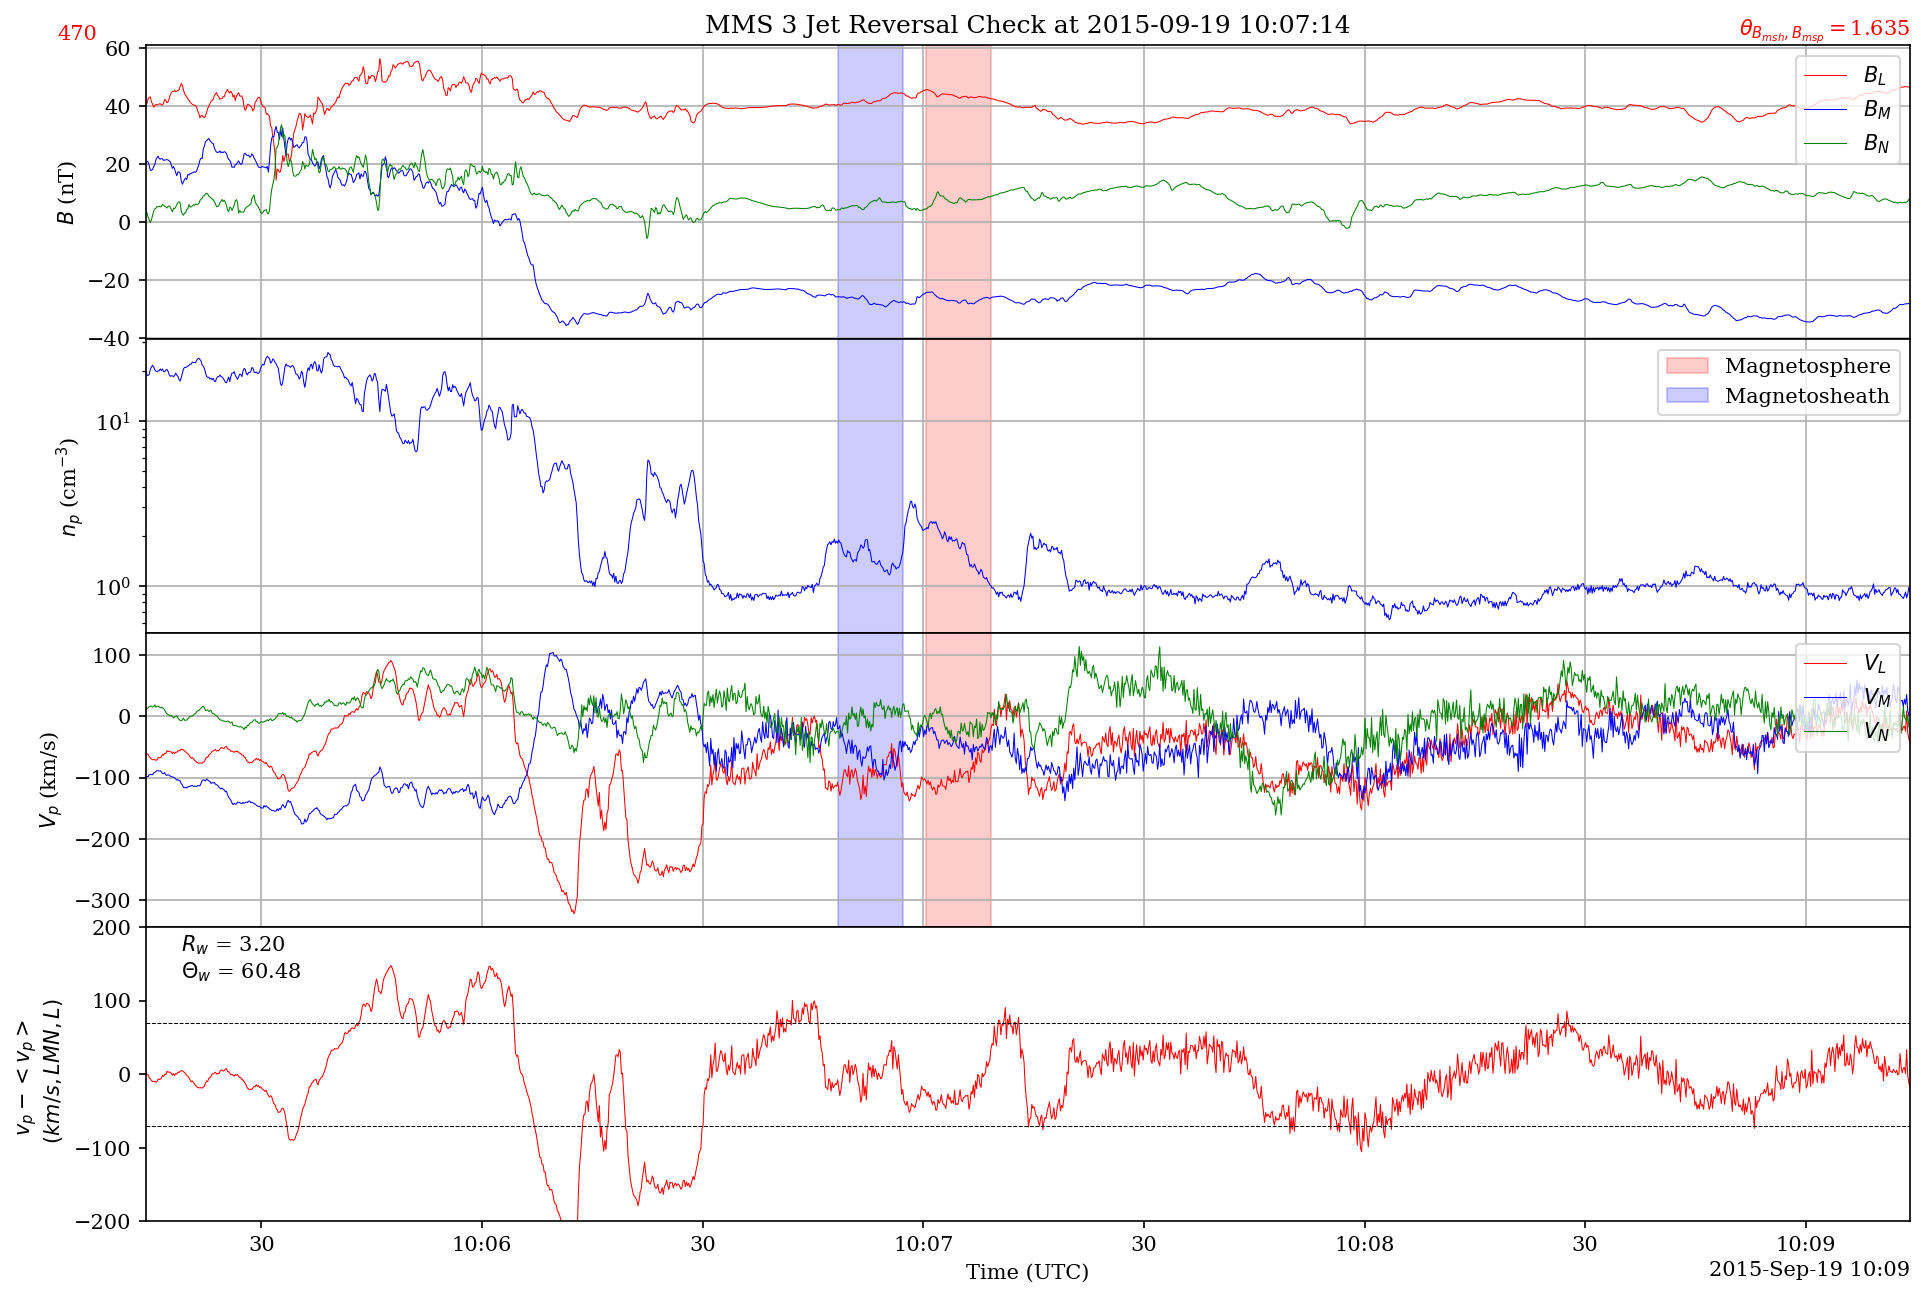 MMS 3 Jet Reversal Check at 2015-09-19 10:07:14
470
θ_{B_{msh}, B_{msp}} = 1.635
60
40
20
0
−20
−40
B (nT)
B_L
B_M
B_N
10^1
10^0
n_p (cm^{−3})
Magnetosphere
Magnetosheath
100
0
−100
−200
−300
V_p (km/s)
V_L
V_M
V_N
200
100
0
−100
−200
v_p − < v_p >
(km/s, LMN, L)
R_w = 3.20
Θ_w = 60.48
30 10:06 30 10:07 30 10:08 30 10:09
Time (UTC)
2015-Sep-19 10:09